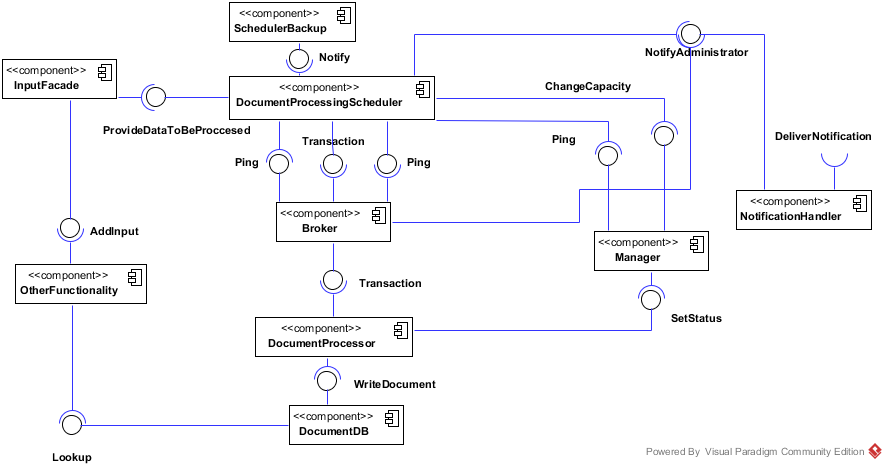 <<component>>
SchedulerBackup
Notify
NotifyAdministrator
<<component>>
InputFacade
<<component>>
DocumentProcessingScheduler
ChangeCapacity
ProvideDataToBeProccesed
Transaction
Ping
Ping
Ping
DeliverNotification
<<component>>
Broker
<<component>>
NotificationHandler
AddInput
<<component>>
Manager
<<component>>
OtherFunctionality
Transaction
SetStatus
<<component>>
DocumentProcessor
WriteDocument
<<component>>
DocumentDB
Lookup
Powered By Visual Paradigm Community Edition